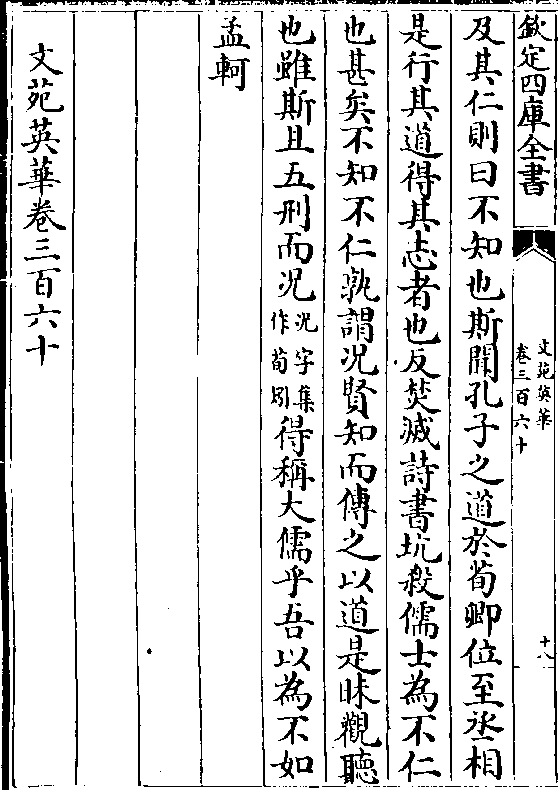 欽定四庫全書
文苑英華
卷三百六十
十八
及其仁則曰不知也斯聞孔子之道於荀卿位至丞相
是行其道得其志者也反焚滅詩書坑殺儒士為不仁
也甚矣不知不仁孰謂況賢知而傳之以道是昧觀聽
也雖斯且五刑而况况字集作荀則得稱大儒乎吾以為不如
孟軻
文苑英華卷三百六十